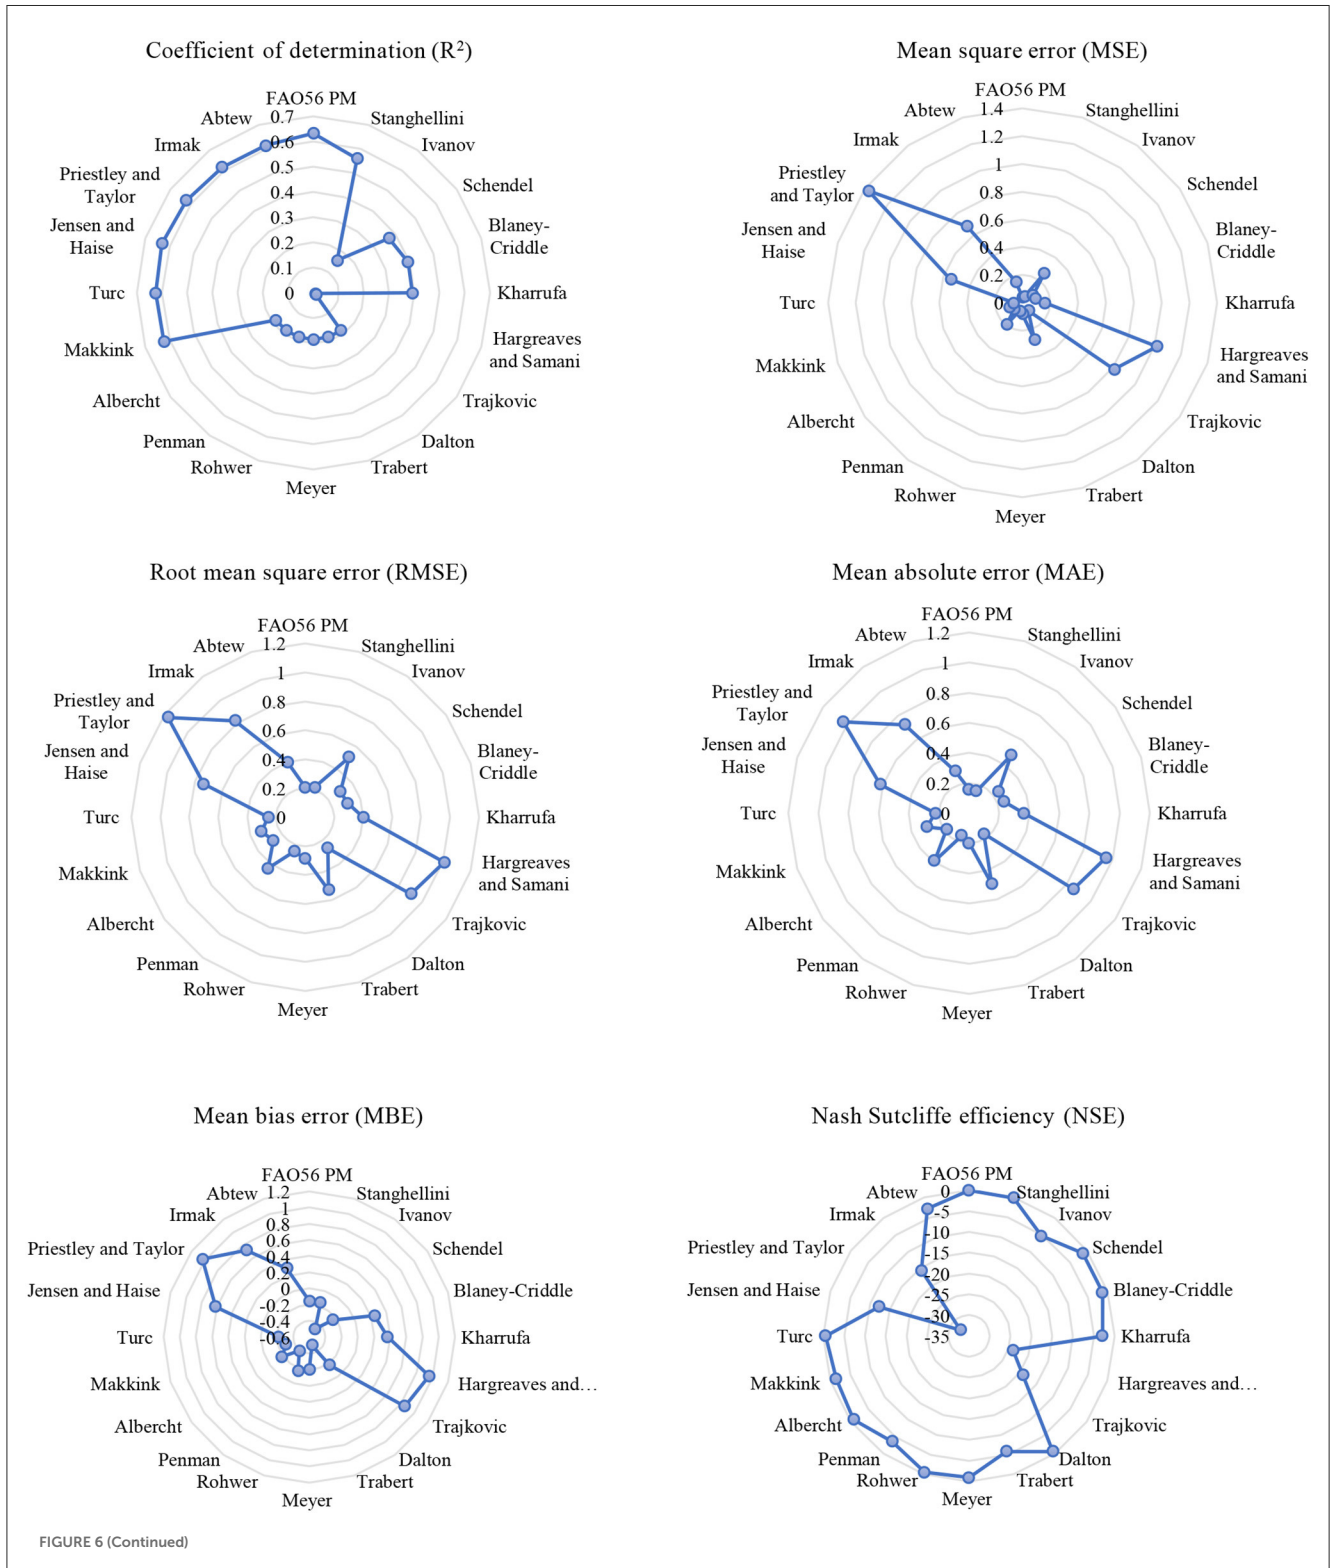 Coefficient of determination (R²)
FAO56 PM
Stanghellini
Ivanov
Schendel
Blaney-
Criddle
Kharrufa
Hargreaves
and Samani
Trajkovic
Dalton
Trabert
Meyer
Rohwer
Penman
Albercht
Makkink
Turc
Jensen and
Haise
Priestley and
Taylor
Irmak
Abtew
0.7
0.6
0.5
0.4
0.3
0.2
0.1
0
Mean square error (MSE)
FAO56 PM
Stanghellini
Ivanov
Schendel
Blaney-
Criddle
Kharrufa
Hargreaves
and Samani
Trajkovic
Dalton
Trabert
Meyer
Rohwer
Penman
Albercht
Makkink
Turc
Jensen and
Haise
Priestley
and Taylor
Irmak
Abtew
1.4
1.2
1
0.8
0.6
0.4
0.2
0
Root mean square error (RMSE)
FAO56 PM
Stanghellini
Ivanov
Schendel
Blaney-
Criddle
Kharrufa
Hargreaves
and Samani
Trajkovic
Dalton
Trabert
Meyer
Rohwer
Penman
Albercht
Makkink
Turc
Jensen and
Haise
Priestley and
Taylor
Irmak
Abtew
1.2
1
0.8
0.6
0.4
0.2
0
Mean absolute error (MAE)
FAO56 PM
Stanghellini
Ivanov
Schendel
Blaney-
Criddle
Kharrufa
Hargreaves
and Samani
Trajkovic
Dalton
Trabert
Meyer
Rohwer
Penman
Albercht
Makkink
Turc
Jensen and
Haise
Priestley and
Taylor
Irmak
Abtew
1.2
1
0.8
0.6
0.4
0.2
0
Mean bias error (MBE)
FAO56 PM
Stanghellini
Ivanov
Schendel
Blaney-Criddle
Kharrufa
Hargreaves and…
Trajkovic
Dalton
Trabert
Meyer
Rohwer
Penman
Albercht
Makkink
Turc
Jensen and Haise
Priestley and Taylor
Irmak
Abtew
1.2
1
0.8
0.6
0.4
0.2
0
-0.2
-0.4
-0.6
Nash Sutcliffe efficiency (NSE)
FAO56 PM
Stanghellini
Ivanov
Schendel
Blaney-Criddle
Kharrufa
Hargreaves and…
Trajkovic
Dalton
Trabert
Meyer
Rohwer
Penman
Albercht
Makkink
Turc
Jensen and Haise
Priestley and Taylor
Irmak
Abtew
0
-5
-10
-15
-20
-25
-30
-35
FIGURE 6 (Continued)